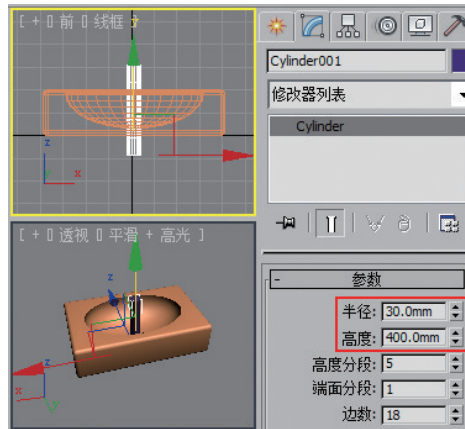 [ + 0 前 0 线框 ]
z
x
[ + 0 透视 0 平滑 + 高光 ]
z
x
z
x
y
Cylinder001
修改器列表
Cylinder
- 参数
半径: 30.0mm
高度: 400.0mm
高度分段: 5
端面分段: 1
边数: 18